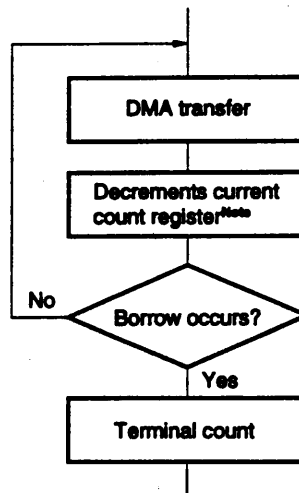 DMA transfer
Decrements current
count register Note
No
Borrow occurs?
Yes
Terminal count